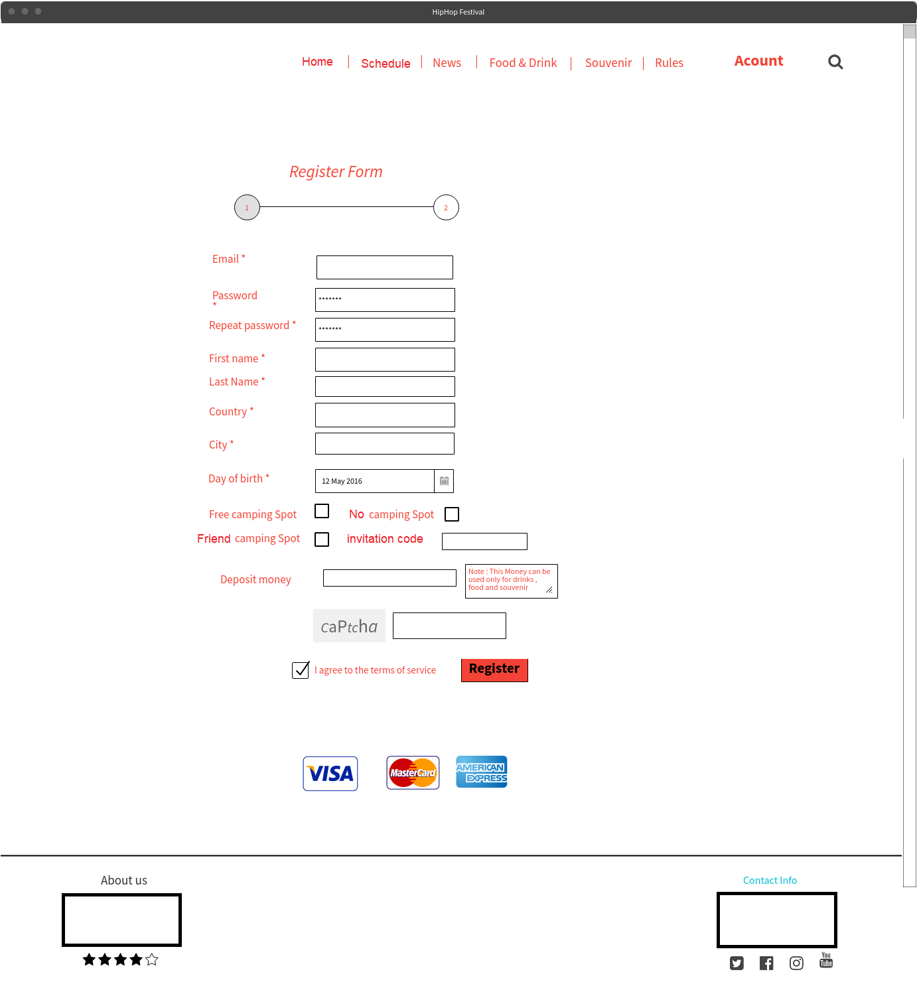 HipHop Festival
Home | Schedule | News | Food & Drink | Souvenir | Rules Acount
Register Form
1 2
Email *
Password
*
*******
Repeat password * *******
First name *
Last Name *
Country *
City *
Day of birth * 12 May 2016
Free camping Spot No camping Spot
Friend camping Spot invitation code
Deposit money
Note : This Money can be
used only for drinks ,
food and souvenir
caPtcha
I agree to the terms of service Register
VISA MasterCard AMERICAN EXPRESS
About us Contact Info
You
Tube